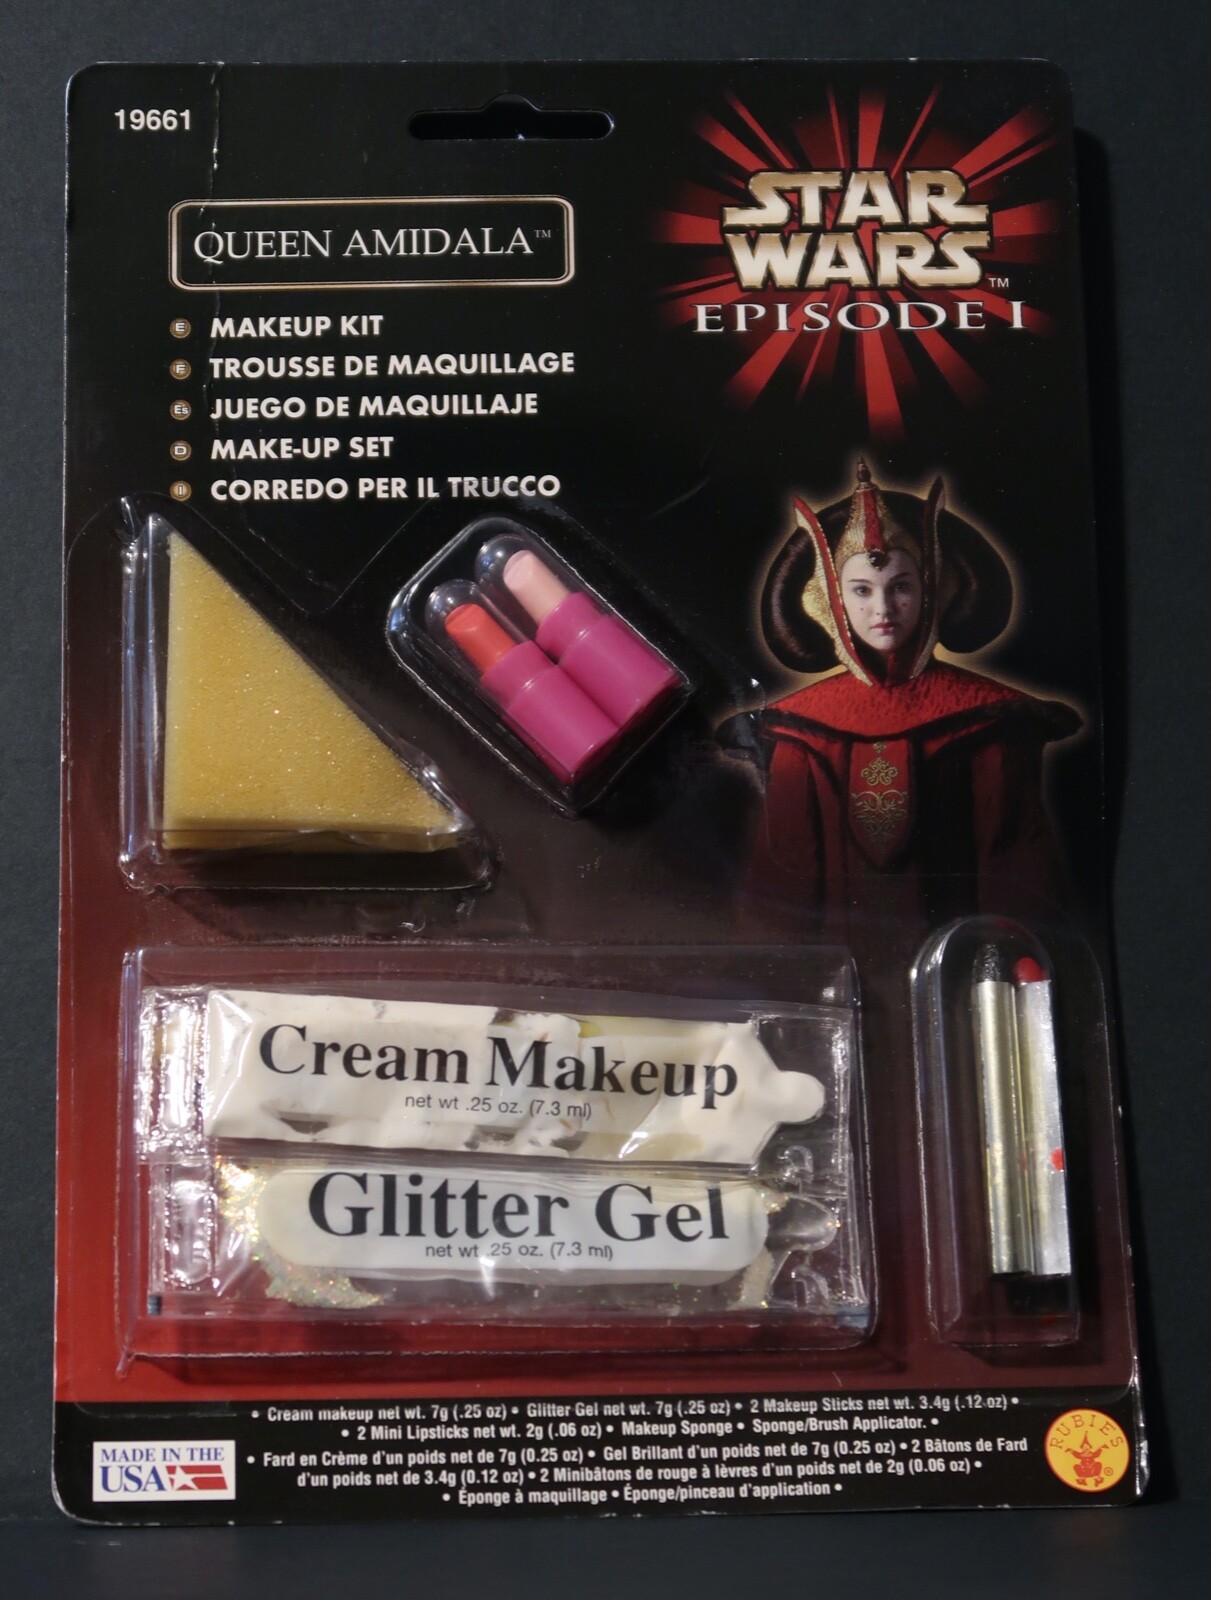 19661
QUEEN AMIDALA™
STAR
WARS™
EPISODE I
E MAKEUP KIT
F TROUSSE DE MAQUILLAGE
Es JUEGO DE MAQUILLAJE
D MAKE-UP SET
I CORREDO PER IL TRUCCO
Cream Makeup
net wt .25 oz. (7.3 ml)
Glitter Gel
net wt .25 oz. (7.3 ml)
• Cream makeup net wt. 7g (.25 oz) • Glitter Gel net wt. 7g (.25 oz) • 2 Makeup Sticks net wt. 3.4g (.12 oz) •
• 2 Mini Lipsticks net wt. 2g (.06 oz) • Makeup Sponge • Sponge/Brush Applicator. •
• Fard en Crème d'un poids net de 7g (0.25 oz) • Gel Brillant d'un poids net de 7g (0.25 oz) • 2 Bâtons de Fard
d'un poids net de 3.4g (0.12 oz) • 2 Minibâtons de rouge à lèvres d'un poids net de 2g (0.06 oz) •
• Éponge à maquillage • Éponge/pinceau d'application •
MADE IN THE
USA
RUBIES ®